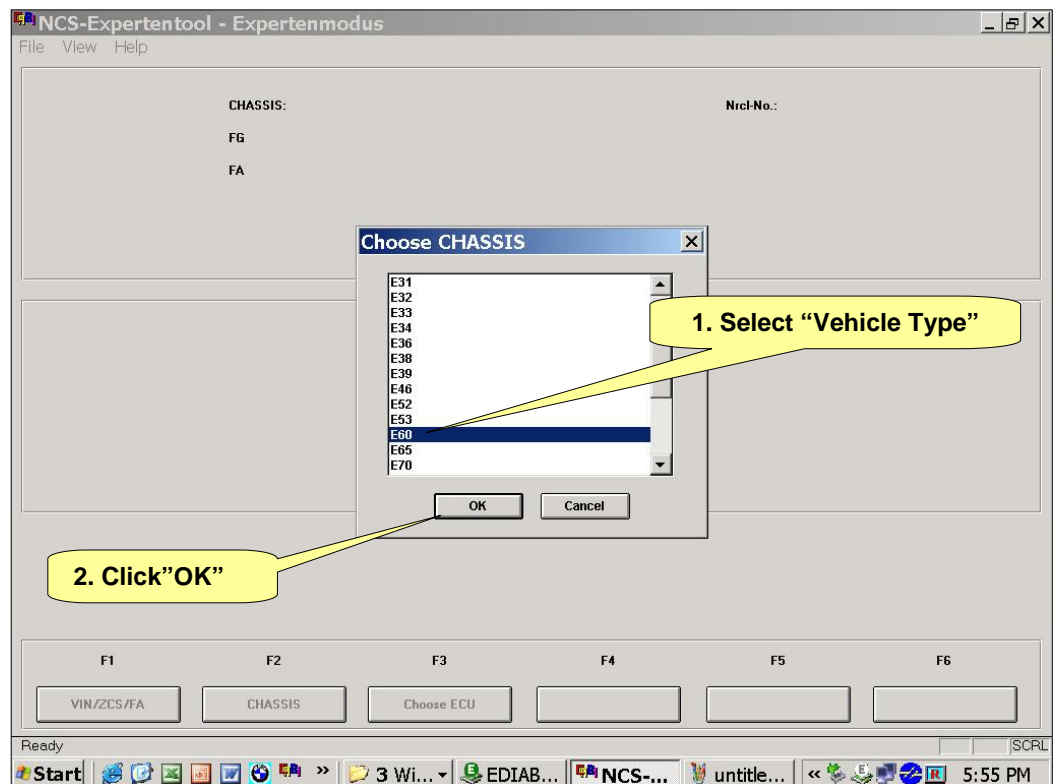 NCS-Expertentool - Expertenmodus
File View Help
CHASSIS:
Nrcl-No.:
FG
FA
Choose CHASSIS
E31
E32
E33
E34
E36
E38
E39
E46
E52
E53
E60
E65
E70
1. Select “Vehicle Type”
OK
Cancel
2. Click”OK”
F1 F2 F3 F4 F5 F6
VIN/ZCS/FA CHASSIS Choose ECU
Ready
SCRL
Start » 3 Wi... EDIAB... NCS-... untitle... « 5:55 PM